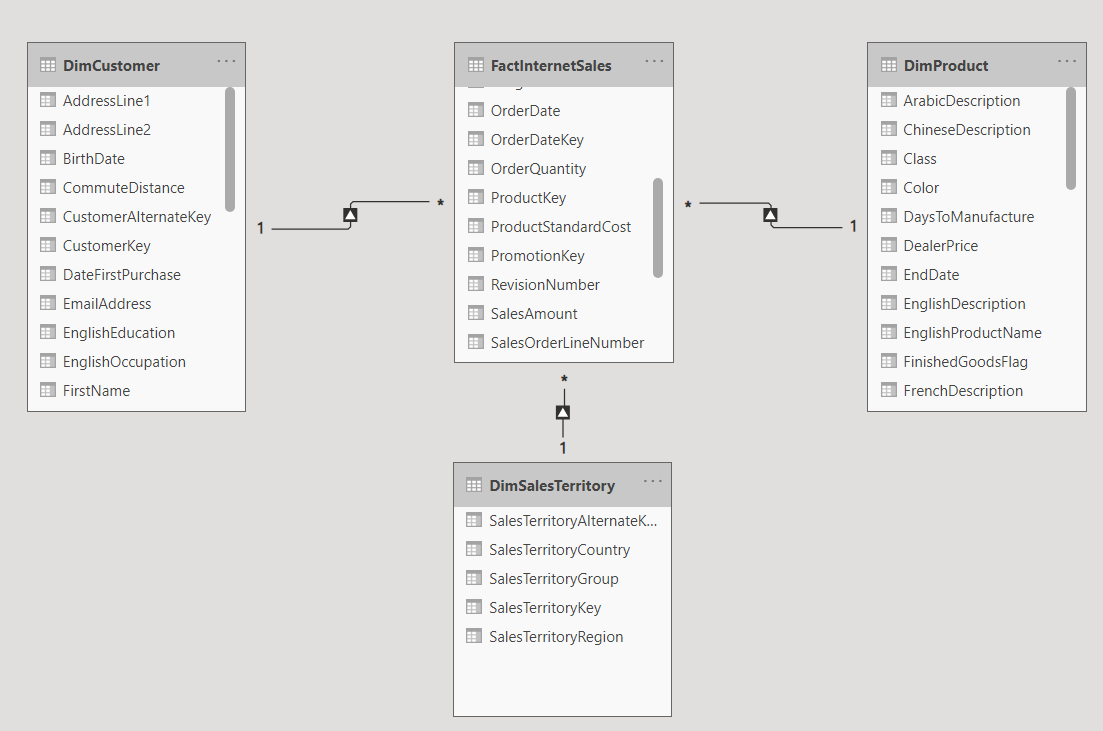 DimCustomer
AddressLine1
AddressLine2
BirthDate
CommuteDistance
CustomerAlternateKey
CustomerKey
DateFirstPurchase
EmailAddress
EnglishEducation
EnglishOccupation
FirstName
1
*
FactInternetSales
OrderDate
OrderDateKey
OrderQuantity
ProductKey
ProductStandardCost
PromotionKey
RevisionNumber
SalesAmount
SalesOrderLineNumber
*
1
DimProduct
ArabicDescription
ChineseDescription
Class
Color
DaysToManufacture
DealerPrice
EndDate
EnglishDescription
EnglishProductName
FinishedGoodsFlag
FrenchDescription
*
1
DimSalesTerritory
SalesTerritoryAlternateK...
SalesTerritoryCountry
SalesTerritoryGroup
SalesTerritoryKey
SalesTerritoryRegion